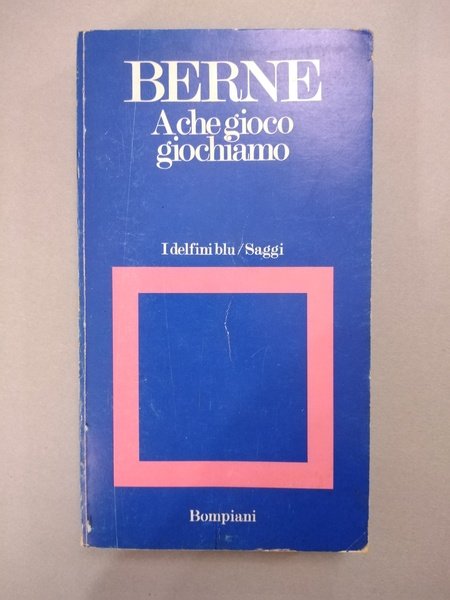 BERNE
A che gioco
giochiamo
I delfini blu/Saggi
Bompiani